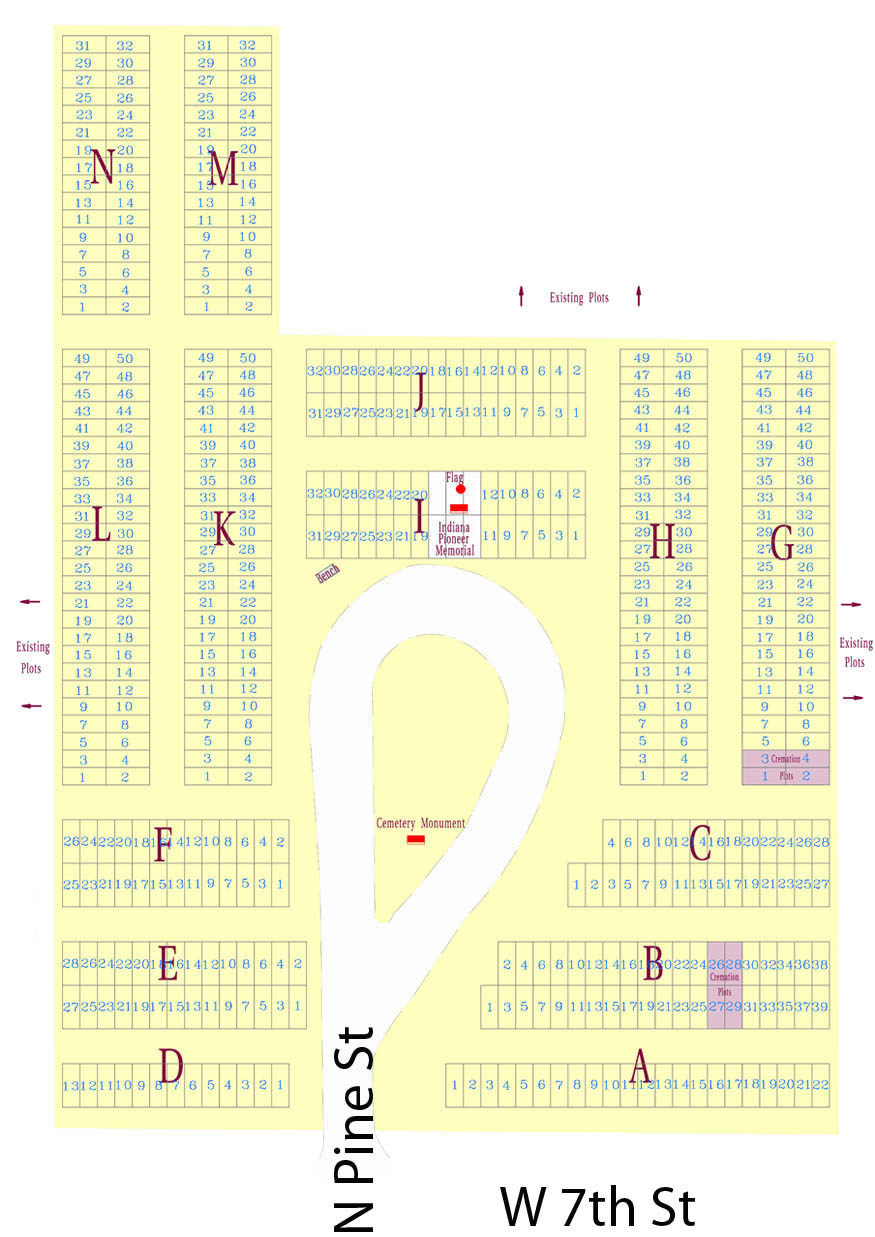 31 32
29 30
27 28
25 26
23 24
21 22
19 20
N
17 18
15 16
13 14
11 12
9 10
7 8
5 6
3 4
1 2
31 32
29 30
27 28
25 26
23 24
21 22
19 20
M
17 18
15 16
13 14
11 12
9 10
7 8
5 6
3 4
1 2
Existing Plots
49 50
47 48
45 46
43 44
41 42
39 40
37 38
35 36
33 34
31 32
L
29 30
27 28
25 26
23 24
21 22
19 20
17 18
15 16
13 14
11 12
9 10
7 8
5 6
3 4
1 2
Existing
Plots
49 50
47 48
45 46
43 44
41 42
39 40
37 38
35 36
33 34
31 32
K
29 30
27 28
25 26
23 24
21 22
19 20
17 18
15 16
13 14
11 12
9 10
7 8
5 6
3 4
1 2
32 30 28 26 24 22 20 18 16 14 12 10 8 6 4 2
J
31 29 27 25 23 21 19 17 15 13 11 9 7 5 3 1
Flag
32 30 28 26 24 22 20 12 10 8 6 4 2
I
31 29 27 25 23 21 19 11 9 7 5 3 1
Indiana
Pioneer
Memorial
Bench
49 50
47 48
45 46
43 44
41 42
39 40
37 38
35 36
33 34
31 32
29 30
H
27 28
25 26
23 24
21 22
19 20
17 18
15 16
13 14
11 12
9 10
7 8
5 6
3 4
1 2
49 50
47 48
45 46
43 44
41 42
39 40
37 38
35 36
33 34
31 32
29 30
G
27 28
25 26
23 24
21 22
19 20
17 18
15 16
13 14
11 12
9 10
7 8
5 6
3 Cremation 4
1 Plots 2
Existing
Plots
Cemetery Monument
26 24 22 20 18 16 14 12 10 8 6 4 2
F
25 23 21 19 17 15 13 11 9 7 5 3 1
4 6 8 10 12 14 16 18 20 22 24 26 28
C
1 2 3 5 7 9 11 13 15 17 19 21 23 25 27
28 26 24 22 20 18 16 14 12 10 8 6 4 2
E
27 25 23 21 19 17 15 13 11 9 7 5 3 1
2 4 6 8 10 12 14 16 18 20 22 24 26 28 30 32 34 36 38
B
Cremation
Plots
1 3 5 7 9 11 13 15 17 19 21 23 25 27 29 31 33 35 37 39
D
13 12 11 10 9 8 7 6 5 4 3 2 1
A
1 2 3 4 5 6 7 8 9 10 11 12 13 14 15 16 17 18 19 20 21 22
N Pine St
W 7th St